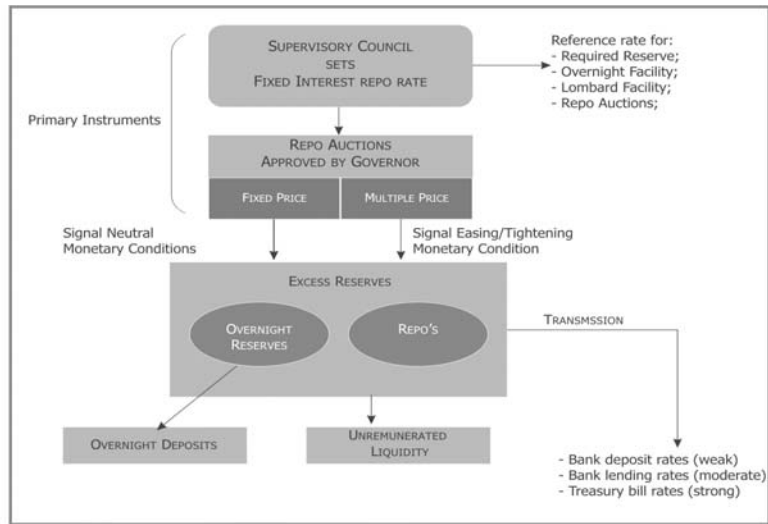 SUPERVISORY COUNCIL
SETS
FIXED INTEREST REPO RATE
Reference rate for:
- Required Reserve;
- Overnight Facility;
- Lombard Facility;
- Repo Auctions;
Primary Instruments
REPO AUCTIONS
APPROVED BY GOVERNOR
FIXED PRICE
MULTIPLE PRICE
Signal Neutral
Monetary Conditions
Signal Easing/Tightening
Monetary Condition
EXCESS RESERVES
OVERNIGHT
RESERVES
REPO'S
TRANSMSSION
OVERNIGHT DEPOSITS
UNREMUNERATED
LIQUIDITY
- Bank deposit rates (weak)
- Bank lending rates (moderate)
- Treasury bill rates (strong)